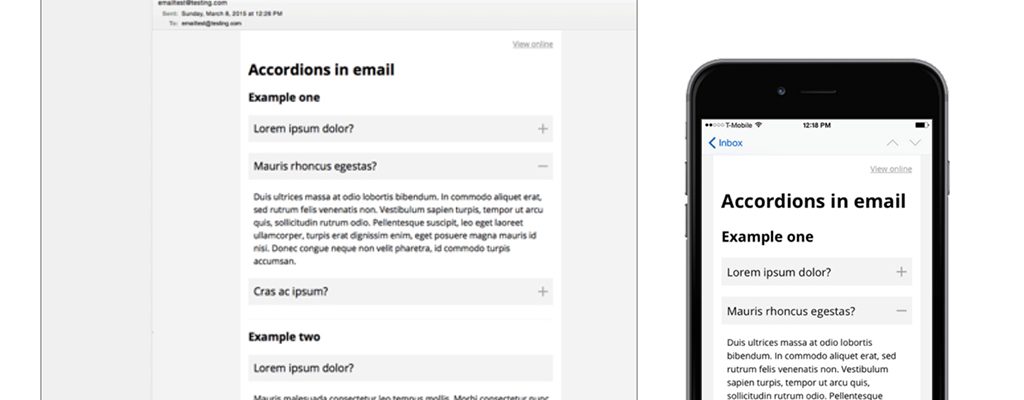 emailtest@testing.com
Sent: Sunday, March 8, 2015 at 12:26 PM
To: emailtest@testing.com
View online
Accordions in email
Example one
Lorem ipsum dolor?
Mauris rhoncus egestas?
Duis ultrices massa at odio lobortis bibendum. In commodo aliquet erat,
sed rutrum felis venenatis non. Vestibulum sapien turpis, tempor ut arcu
quis, sollicitudin rutrum odio. Pellentesque suscipit, leo eget laoreet
ullamcorper, turpis erat dignissim enim, eget posuere magna mauris id
nisi. Donec congue neque non velit pharetra, id commodo turpis
accumsan.
Cras ac ipsum?
Example two
Lorem ipsum dolor?
Mauris malesuada consectetur leo tempus mollis. Morbi consectetur nunc
T-Mobile 12:18 PM
Inbox
View online
Accordions in email
Example one
Lorem ipsum dolor?
Mauris rhoncus egestas?
Duis ultrices massa at odio lobortis
bibendum. In commodo aliquet erat, sed
rutrum felis venenatis non. Vestibulum
sapien turpis, tempor ut arcu quis,
sollicitudin rutrum odio. Pellentesque